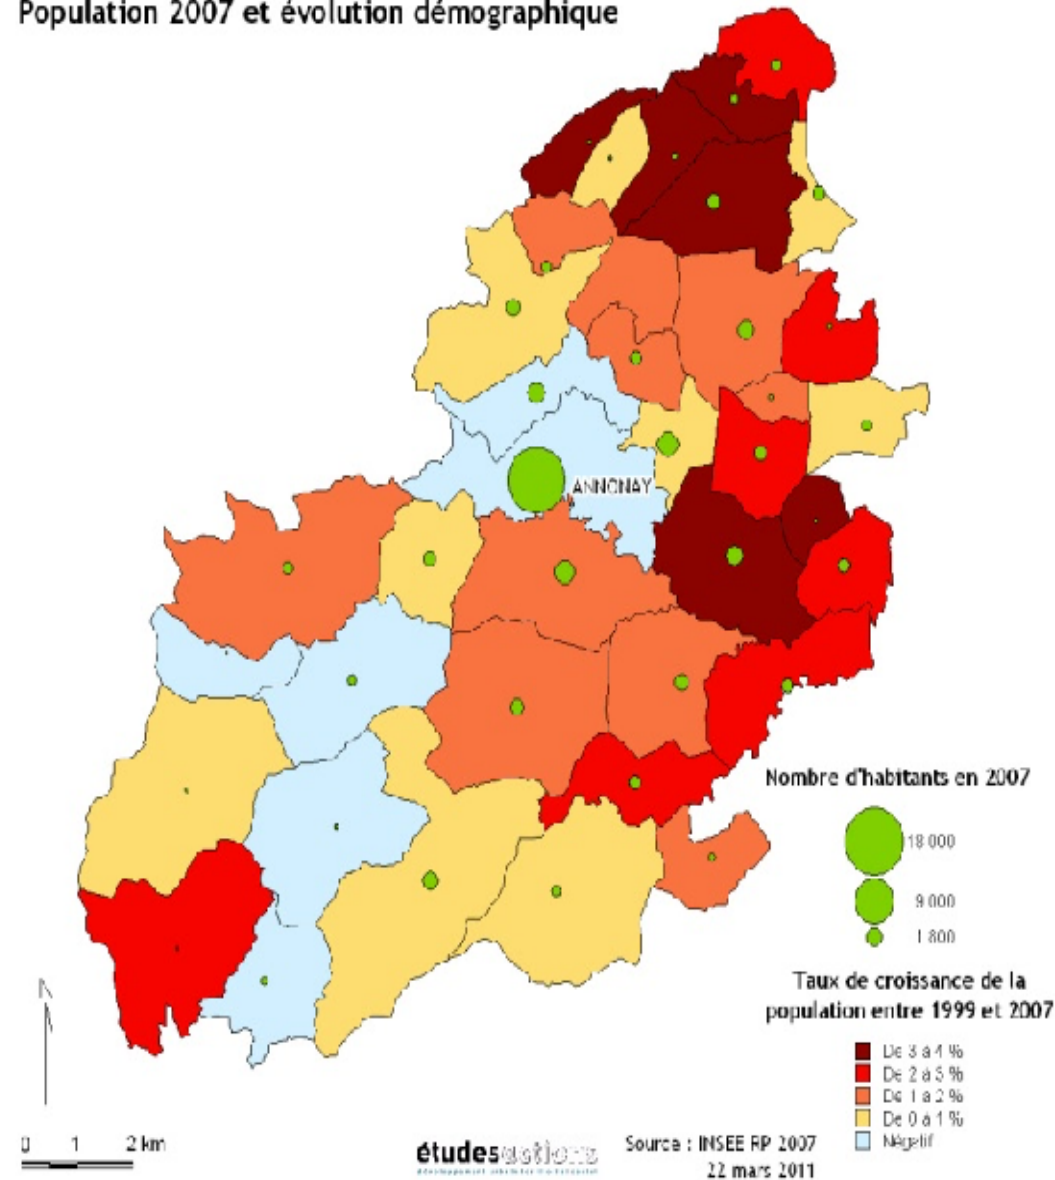 Population 2007 et évolution démographique
ANNONAY
Nombre d'habitants en 2007
18 000
9 000
1 800
Taux de croissance de la
population entre 1999 et 2007
De 3 à 4 %
De 2 à 3 %
De 1 à 2 %
De 0 à 1 %
Négatif
N
0 1 2 km
études
Source : INSEE RP 2007
22 mars 2011